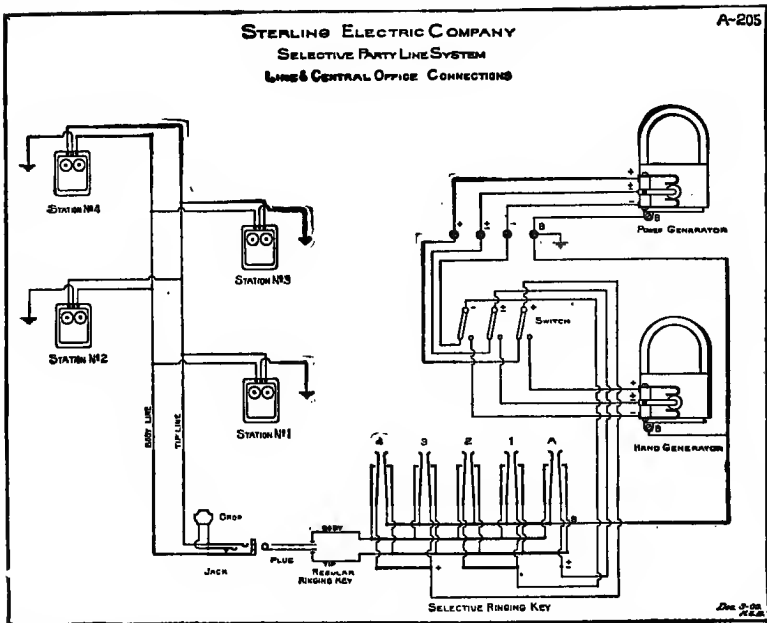 A-205
STERLING ELECTRIC COMPANY
SELECTIVE PARTY LINE SYSTEM
LINE & CENTRAL OFFICE CONNECTIONS
STATION Nº4
STATION Nº3
STATION Nº2
STATION Nº1
BODY LINE
TIP LINE
+ ± - B
+
±
-
B
POWER GENERATOR
- ± +
SWITCH
+
±
-
B
HAND GENERATOR
4 3 2 1 A
B
DROP
JACK
PLUG
BODY
TIP
REGULAR
RINGING KEY
+ - ±
SELECTIVE RINGING KEY